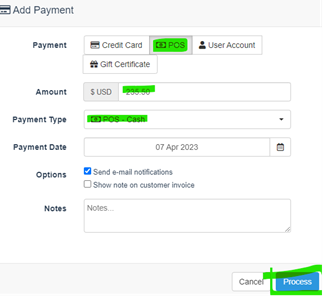 Add Payment
Payment Credit Card POS User Account
Gift Certificate
Amount $ USD 235.50
Payment Type POS - Cash
Payment Date 07 Apr 2023
Options Send e-mail notifications
Show note on customer invoice
Notes Notes...
Cancel Process